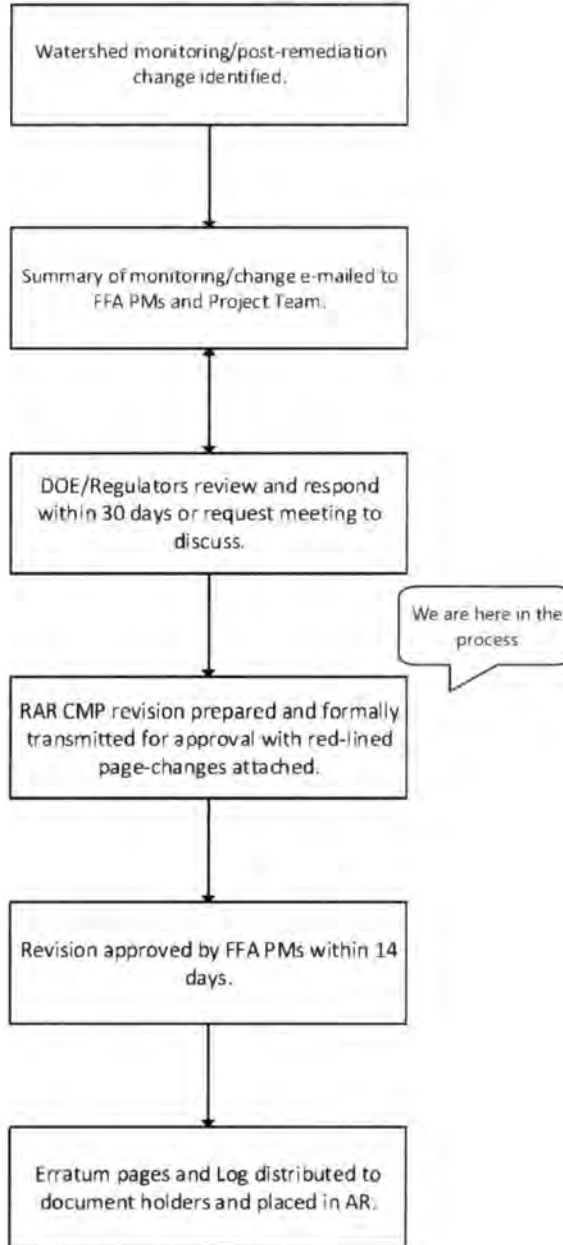 Watershed monitoring/post-remediation
change identified.
Summary of monitoring/change e-mailed to
FFA PMs and Project Team.
DOE/Regulators review and respond
within 30 days or request meeting to
discuss.
We are here in the
process
RAR CMP revision prepared and formally
transmitted for approval with red-lined
page-changes attached.
Revision approved by FFA PMs within 14
days.
Erratum pages and Log distributed to
document holders and placed in AR.